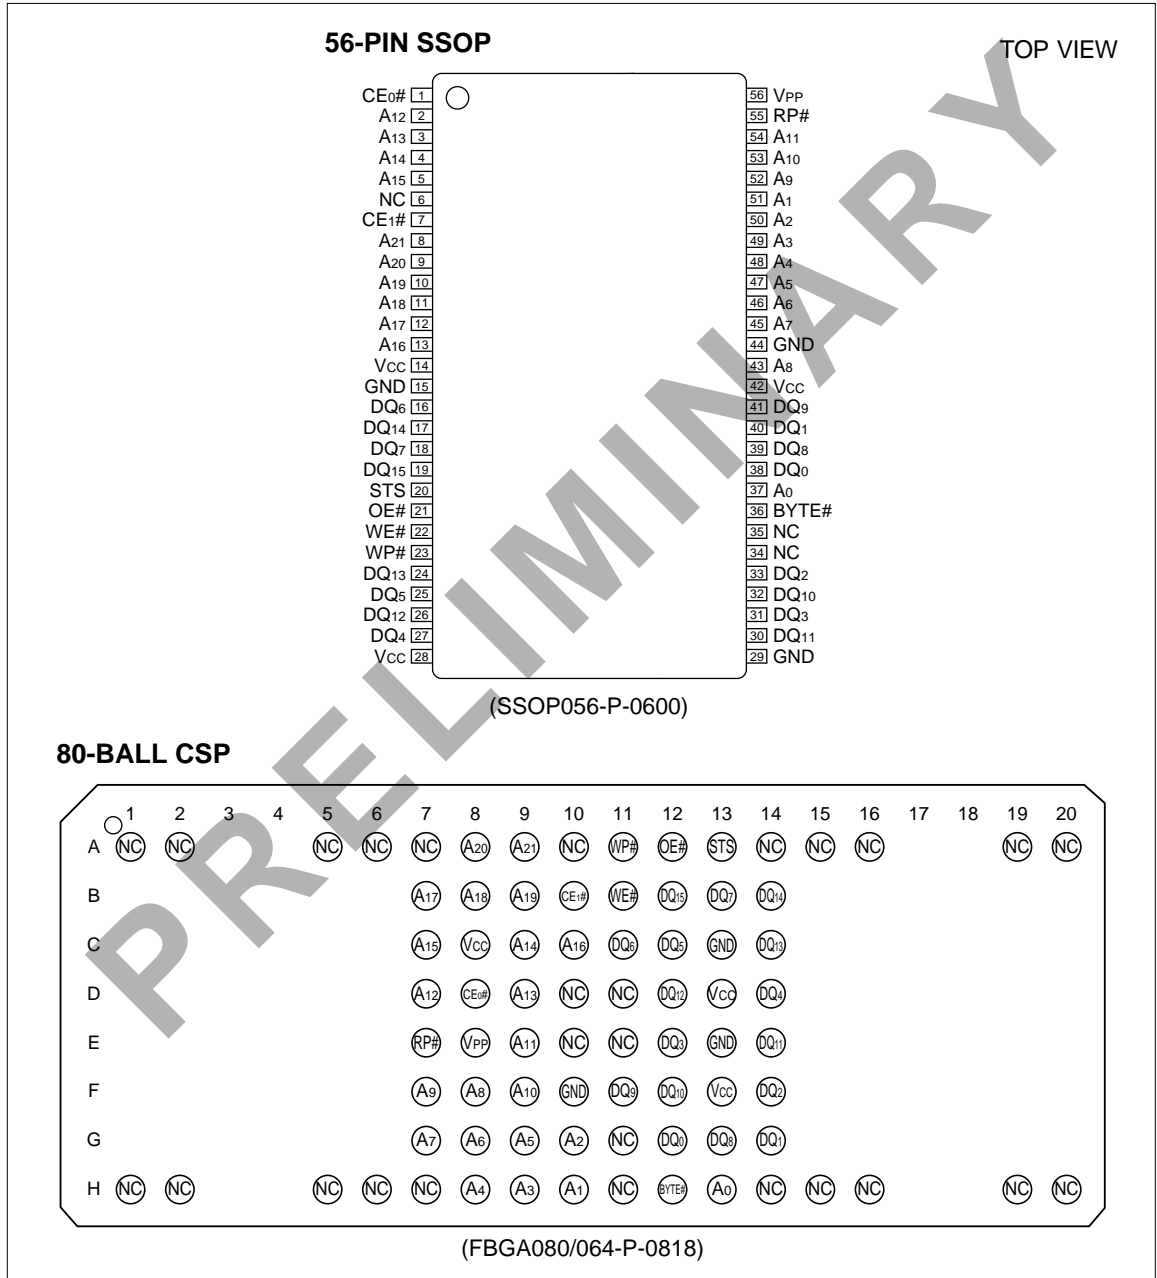 56-PIN SSOP
TOP VIEW
CE0# 1 56 VPP
A12 2 55 RP#
A13 3 54 A11
A14 4 53 A10
A15 5 52 A9
NC 6 51 A1
CE1# 7 50 A2
A21 8 49 A3
A20 9 48 A4
A19 10 47 A5
A18 11 46 A6
A17 12 45 A7
A16 13 44 GND
VCC 14 43 A8
GND 15 42 VCC
DQ6 16 41 DQ9
DQ14 17 40 DQ1
DQ7 18 39 DQ8
DQ15 19 38 DQ0
STS 20 37 A0
OE# 21 36 BYTE#
WE# 22 35 NC
WP# 23 34 NC
DQ13 24 33 DQ2
DQ5 25 32 DQ10
DQ12 26 31 DQ3
DQ4 27 30 DQ11
VCC 28 29 GND
(SSOP056-P-0600)
80-BALL CSP
1 2 3 4 5 6 7 8 9 10 11 12 13 14 15 16 17 18 19 20
A NC NC NC NC NC A20 A21 NC WP# OE# STS NC NC NC NC NC
B A17 A18 A19 CE1# WE# DQ15 DQ7 DQ14
C A15 VCC A14 A16 DQ6 DQ5 GND DQ13
D A12 CE0# A13 NC NC DQ12 VCC DQ4
E RP# VPP A11 NC NC DQ3 GND DQ11
F A9 A8 A10 GND DQ9 DQ10 VCC DQ2
G A7 A6 A5 A2 NC DQ0 DQ8 DQ1
H NC NC NC NC NC A4 A3 A1 NC BYTE# A0 NC NC NC NC NC
(FBGA080/064-P-0818)
PRELIMINARY